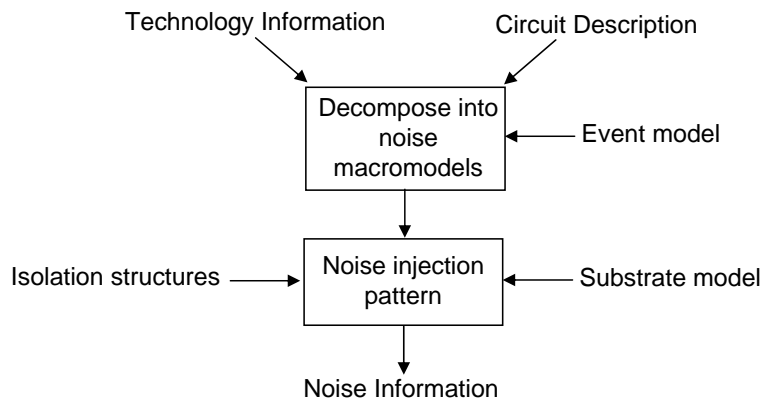 Technology Information
Circuit Description
Decompose into
noise
macromodels
Event model
Isolation structures
Noise injection
pattern
Substrate model
Noise Information